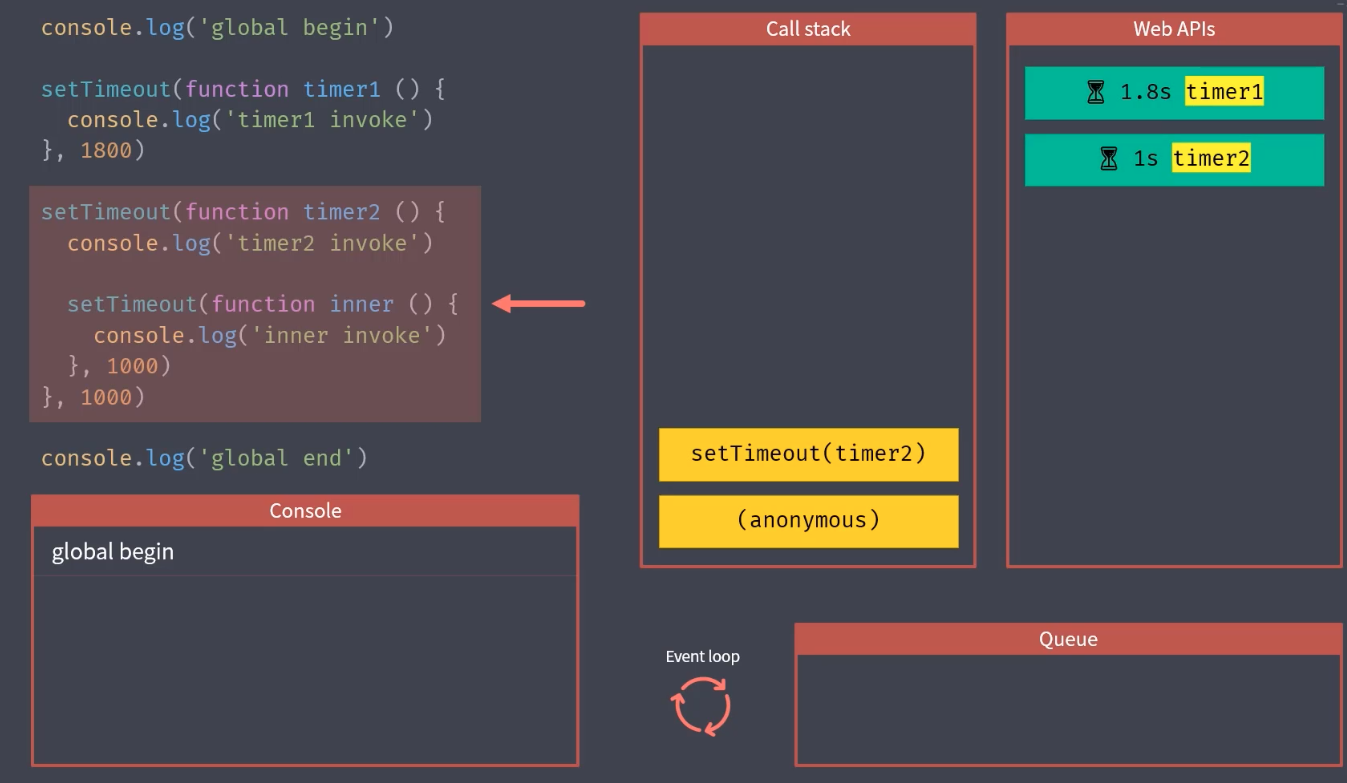 console.log('global begin')
setTimeout(function timer1 () {
  console.log('timer1 invoke')
}, 1800)
setTimeout(function timer2 () {
  console.log('timer2 invoke')
  setTimeout(function inner () {
    console.log('inner invoke')
  }, 1000)
}, 1000)
console.log('global end')
Console
global begin
Call stack
setTimeout(timer2)
(anonymous)
Web APIs
1.8s timer1
1s timer2
Event loop
Queue